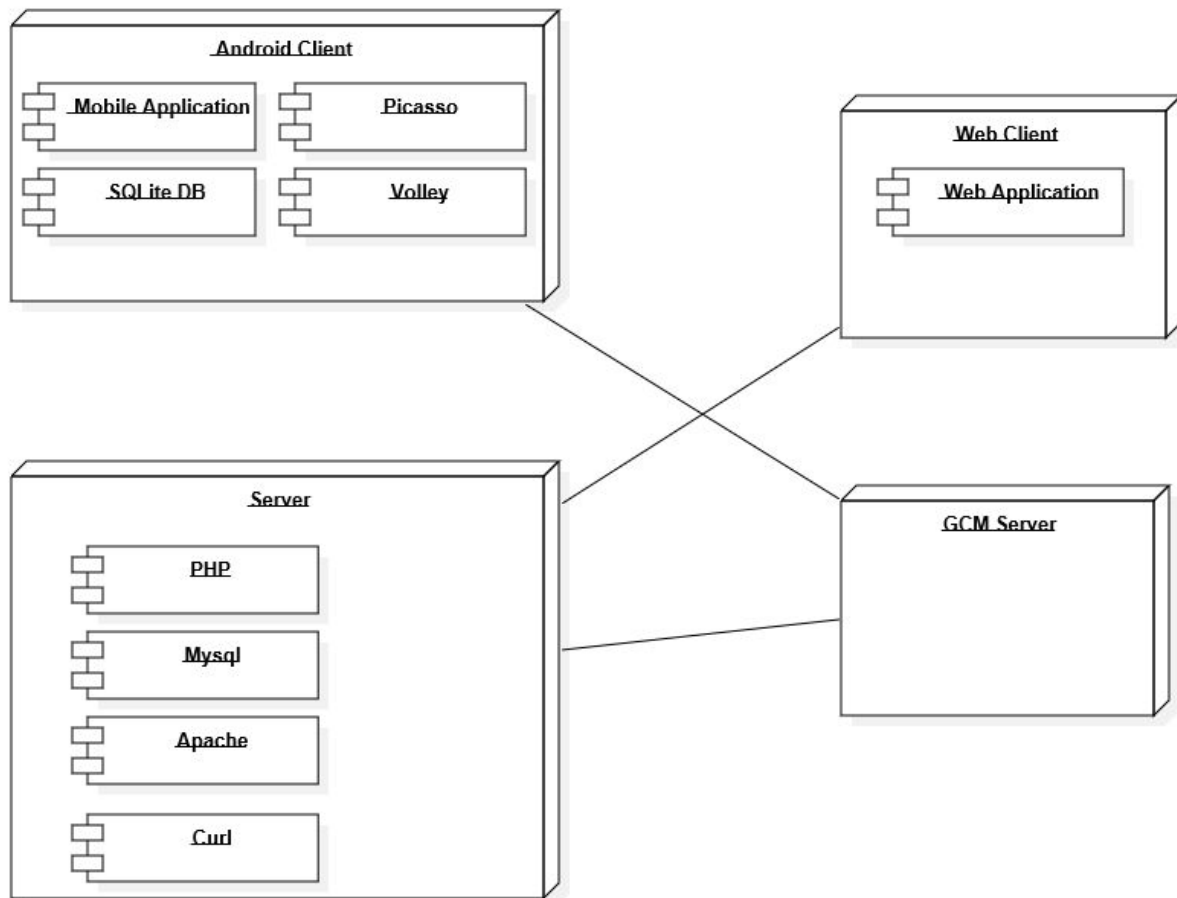 Android Client
Mobile Application
Picasso
SQLite DB
Volley
Web Client
Web Application
Server
PHP
Mysql
Apache
Curl
GCM Server